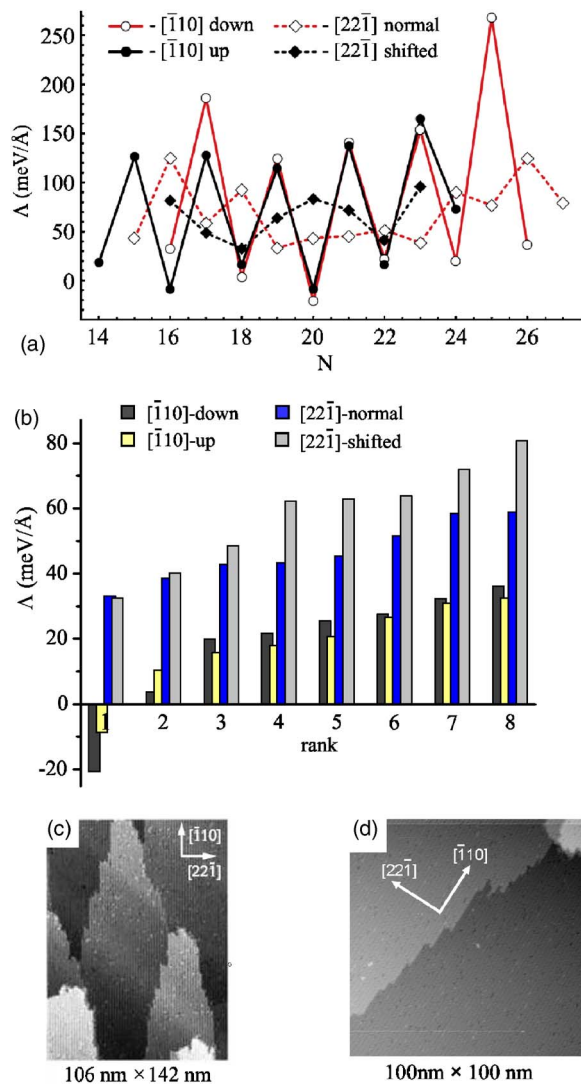 - [1̄10] down - [221̄] normal
- [1̄10] up - [221̄] shifted
250
200
150
100
50
0
Λ (meV/Å)
14 16 18 20 22 24 26
N
(a)
(b)
[1̄10]-down [221̄]-normal
[1̄10]-up [221̄]-shifted
80
60
40
20
0
-20
Λ (meV/Å)
1 2 3 4 5 6 7 8
rank
(c)
[1̄10]
[221̄]
106 nm × 142 nm
(d)
[1̄10]
[221̄]
100nm × 100 nm